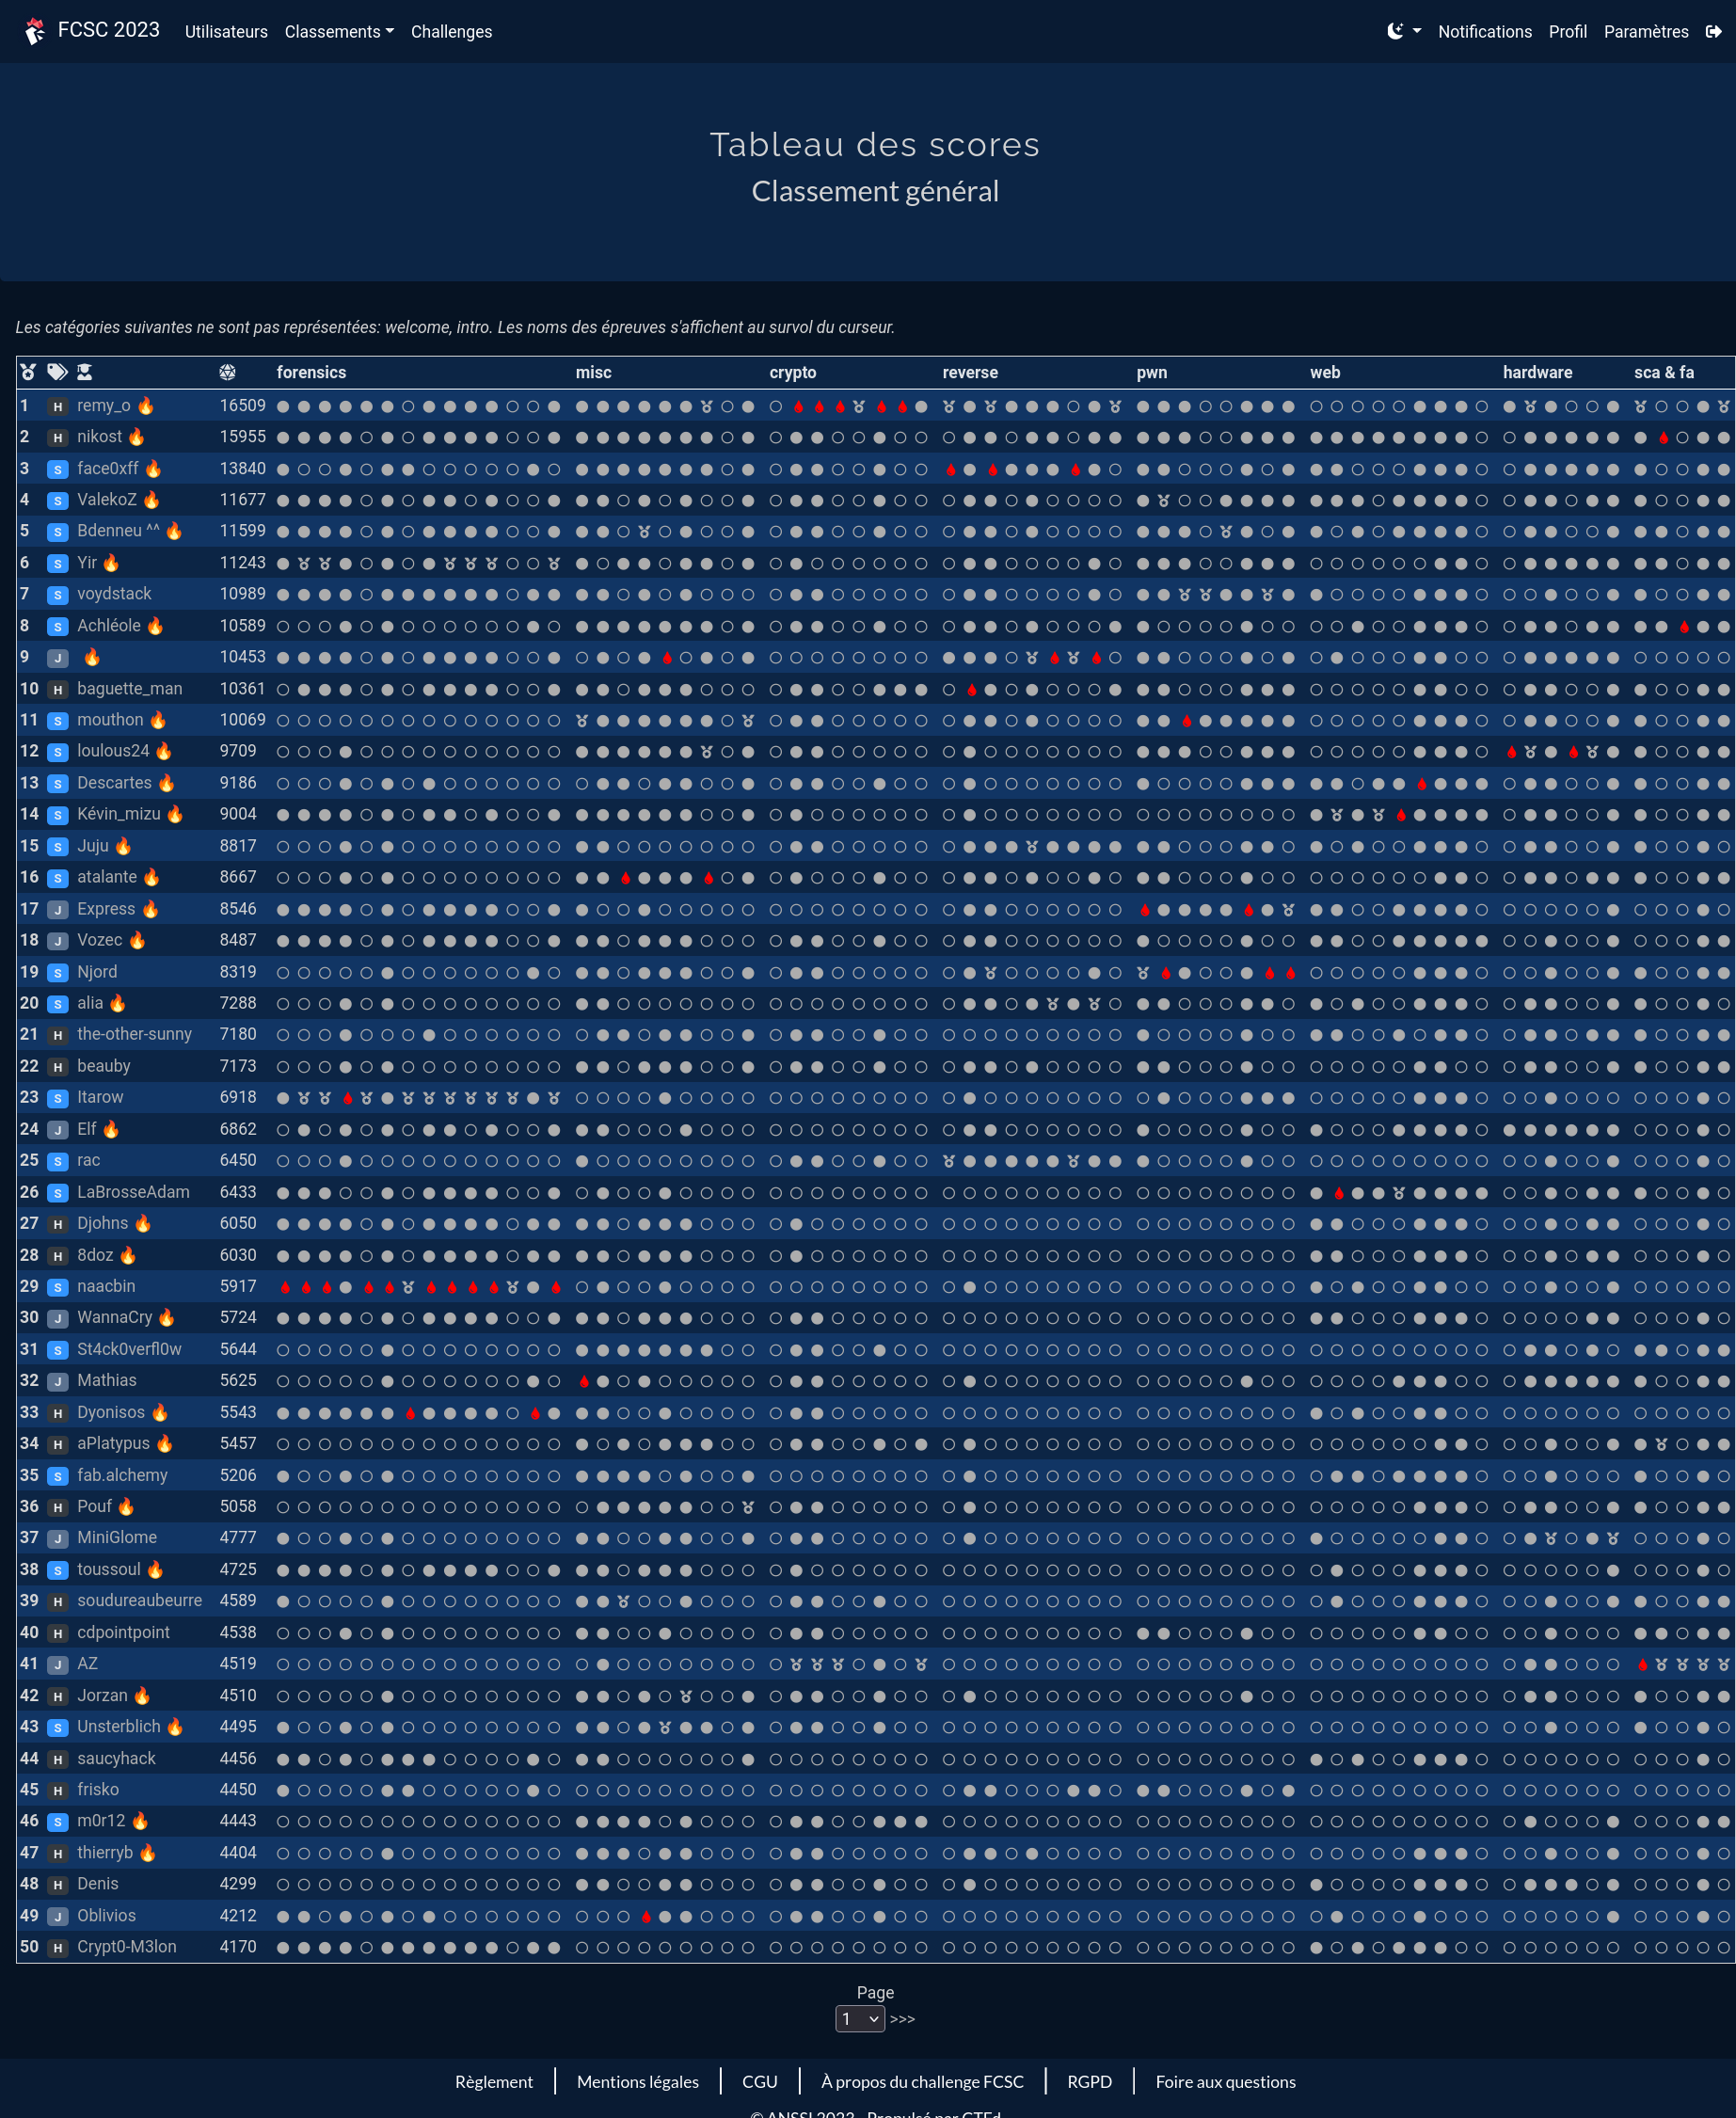 FCSC 2023 Utilisateurs Classements Challenges Notifications Profil Paramètres
Tableau des scores
Classement général
Les catégories suivantes ne sont pas représentées: welcome, intro. Les noms des épreuves s'affichent au survol du curseur.
forensics misc crypto reverse pwn web hardware sca & fa
1 H remy_o 🔥 16509
2 H nikost 🔥 15955
3 S face0xff 🔥 13840
4 S ValekoZ 🔥 11677
5 S Bdenneu ^^ 🔥 11599
6 S Yir 🔥 11243
7 S voydstack 10989
8 S Achléole 🔥 10589
9 J 🔥 10453
10 H baguette_man 10361
11 S mouthon 🔥 10069
12 S loulous24 🔥 9709
13 S Descartes 🔥 9186
14 S Kévin_mizu 🔥 9004
15 S Juju 🔥 8817
16 S atalante 🔥 8667
17 J Express 🔥 8546
18 J Vozec 🔥 8487
19 S Njord 8319
20 S alia 🔥 7288
21 H the-other-sunny 7180
22 H beauby 7173
23 S Itarow 6918
24 J Elf 🔥 6862
25 S rac 6450
26 S LaBrosseAdam 6433
27 H Djohns 🔥 6050
28 H 8doz 🔥 6030
29 S naacbin 5917
30 J WannaCry 🔥 5724
31 S St4ck0verfl0w 5644
32 J Mathias 5625
33 H Dyonisos 🔥 5543
34 H aPlatypus 🔥 5457
35 S fab.alchemy 5206
36 H Pouf 🔥 5058
37 J MiniGlome 4777
38 S toussoul 🔥 4725
39 H soudureaubeurre 4589
40 H cdpointpoint 4538
41 J AZ 4519
42 H Jorzan 🔥 4510
43 S Unsterblich 🔥 4495
44 H saucyhack 4456
45 H frisko 4450
46 S m0r12 🔥 4443
47 H thierryb 🔥 4404
48 H Denis 4299
49 J Oblivios 4212
50 H Crypt0-M3lon 4170
Page
1 >>>
Règlement Mentions légales CGU À propos du challenge FCSC RGPD Foire aux questions
© ANSSI 2023 - Propulsé par CTFd